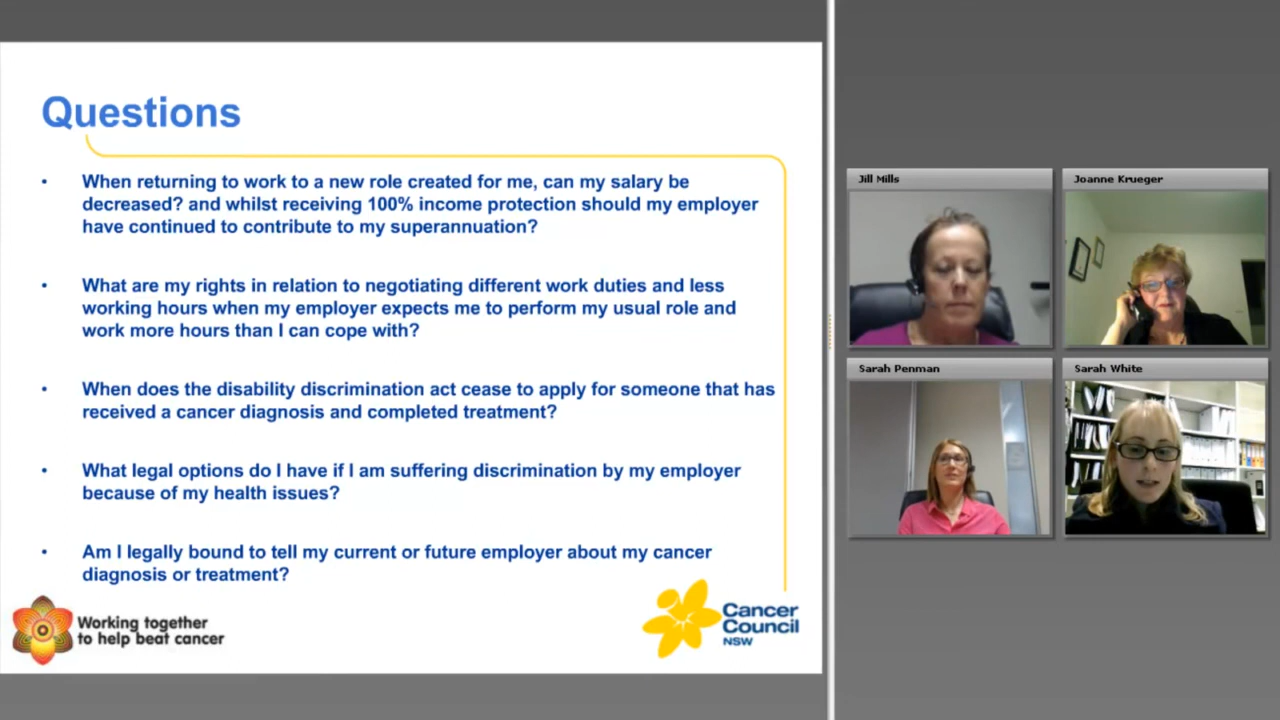 Questions
• When returning to work to a new role created for me, can my salary be
decreased? and whilst receiving 100% income protection should my employer
have continued to contribute to my superannuation?
• What are my rights in relation to negotiating different work duties and less
working hours when my employer expects me to perform my usual role and
work more hours than I can cope with?
• When does the disability discrimination act cease to apply for someone that has
received a cancer diagnosis and completed treatment?
• What legal options do I have if I am suffering discrimination by my employer
because of my health issues?
• Am I legally bound to tell my current or future employer about my cancer
diagnosis or treatment?
Working together
to help beat cancer
Cancer
Council
NSW
Jill Mills
Joanne Krueger
Sarah Penman
Sarah White